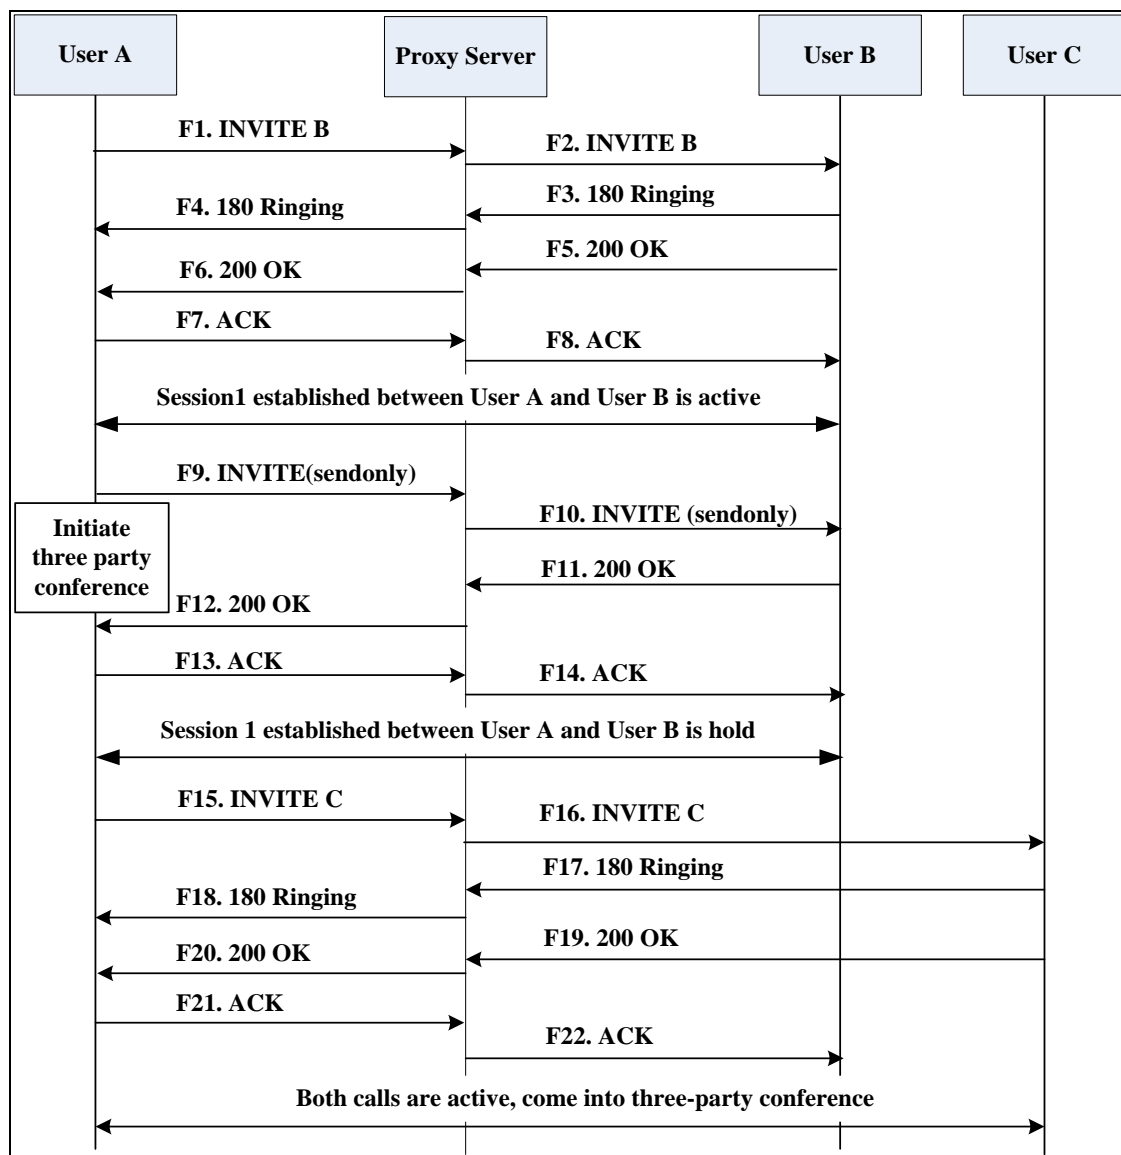 User A
Proxy Server
User B
User C
F1. INVITE B
F2. INVITE B
F3. 180 Ringing
F4. 180 Ringing
F5. 200 OK
F6. 200 OK
F7. ACK
F8. ACK
Session1 established between User A and User B is active
F9. INVITE(sendonly)
Initiate
three party
conference
F10. INVITE (sendonly)
F11. 200 OK
F12. 200 OK
F13. ACK
F14. ACK
Session 1 established between User A and User B is hold
F15. INVITE C
F16. INVITE C
F17. 180 Ringing
F18. 180 Ringing
F19. 200 OK
F20. 200 OK
F21. ACK
F22. ACK
Both calls are active, come into three-party conference